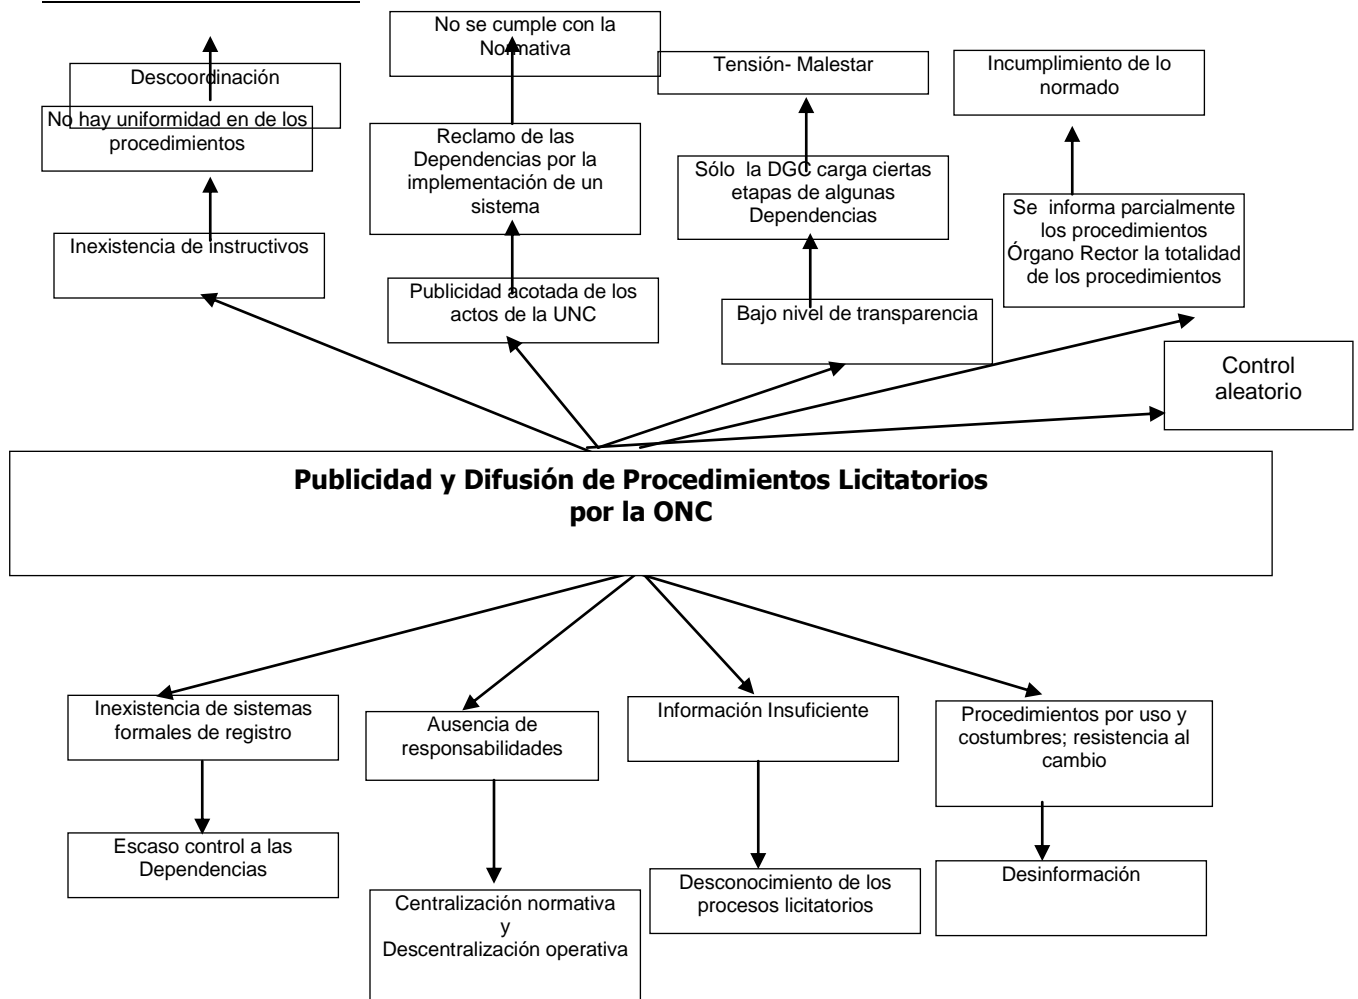 No se cumple con la
Normativa
Descoordinación
Tensión- Malestar
Incumplimiento de lo
normado
No hay uniformidad en de los
procedimientos
Reclamo de las
Dependencias por la
implementación de un
sistema
Sólo  la DGC carga ciertas
etapas de algunas
Dependencias
Se  informa parcialmente
los procedimientos
Órgano Rector la totalidad
de los procedimientos
Inexistencia de instructivos
Publicidad acotada de los
actos de la UNC
Bajo nivel de transparencia
Control
aleatorio
Publicidad y Difusión de Procedimientos Licitatorios
por la ONC
Inexistencia de sistemas
formales de registro
Ausencia de
responsabilidades
Información Insuficiente
Procedimientos por uso y
costumbres; resistencia al
cambio
Escaso control a las
Dependencias
Centralización normativa
y
Descentralización operativa
Desconocimiento de los
procesos licitatorios
Desinformación